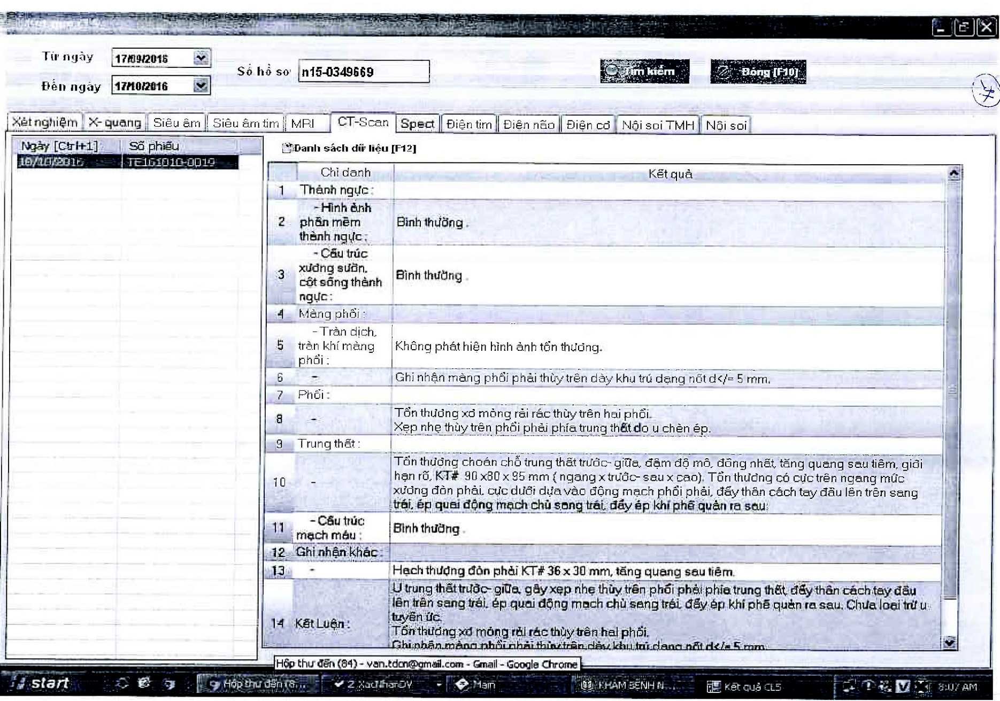 Từ ngày 17/09/2016
Số hồ sơ n15-0349669
Tìm kiếm
Đóng [F10]
Đến ngày 17/10/2016
Xét nghiệm X-quang Siêu âm Siêu âm tim MRI CT-Scan Spect Điện tim Điện não Điện cơ Nội soi TMH Nội soi
Ngày [Ctrl+1] Số phiếu
10/10/2016 TE161010-0019
Danh sách dữ liệu [F12]
Chỉ danh Kết quả
1 Thành ngực :
2 - Hình ảnh
phần mềm
thành ngực :
Bình thường .
3 - Cấu trúc
xương sườn,
cột sống thành
ngực :
Bình thường .
4 Màng phổi :
5 - Tràn dịch,
tràn khí màng
phổi :
Không phát hiện hình ảnh tổn thương.
6 - Ghi nhận màng phổi phải thùy trên dày khu trú dạng nốt d</= 5 mm.
7 Phổi :
8 - Tổn thương xơ mỏng rải rác thùy trên hai phổi.
Xẹp nhẹ thùy trên phổi phải phía trung thất do u chèn ép.
9 Trung thất :
10 - Tổn thương choán chỗ trung thất trước- giữa, đậm độ mô, đồng nhất, tăng quang sau tiêm, giới
hạn rõ, KT# 90 x80 x 95 mm ( ngang x trước- sau x cao). Tổn thương có cực trên ngang mức
xương đòn phải, cực dưới dựa vào động mạch phổi phải, đẩy thân cách tay đầu lên trên sang
trái, ép quai động mạch chủ sang trái, đẩy ép khí phế quản ra sau.
11 - Cấu trúc
mạch máu :
Bình thường .
12 Ghi nhận khác :
13 - Hạch thượng đòn phải KT# 36 x 30 mm, tăng quang sau tiêm.
14 Kết Luận :
U trung thất trước- giữa, gây xẹp nhẹ thùy trên phổi phải phía trung thất, đẩy thân cách tay đầu
lên trên sang trái, ép quai động mạch chủ sang trái, đẩy ép khí phế quản ra sau. Chưa loại trừ u
tuyến ức.
Tổn thương xơ mỏng rải rác thùy trên hai phổi.
Ghi nhận màng phổi phải thùy trên dày khu trú dạng nốt d</= 5 mm.
Hộp thư đến (84) - van.tdcn@gmail.com - Gmail - Google Chrome
start
Hộp thư đến (8...
2.XacNhanDV
Main
KHAM BENH N...
Kết quả CLS
8:07 AM